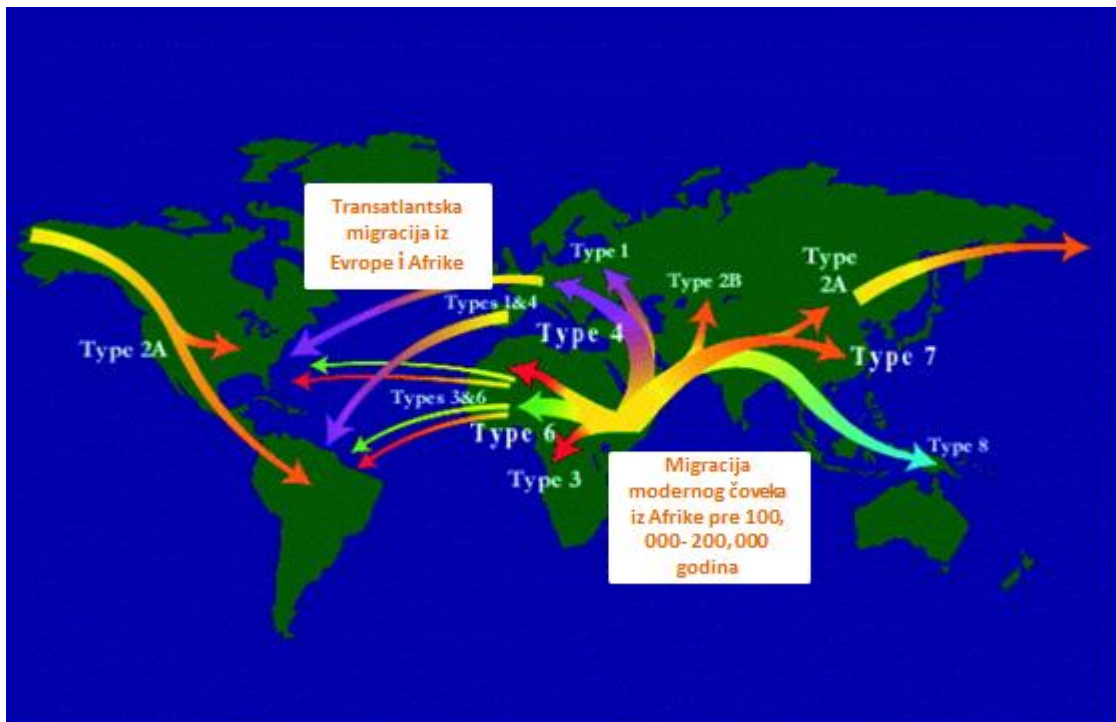 Transatlantska
migracija iz
Evrope i Afrike
Type 1
Type 2B
Type
2A
Types 1&4
Type 4
Type 2A
Type 7
Types 3&6
Type 6
Type 8
Type 3
Migracija
modernog čoveka
iz Afrike pre 100,
000- 200, 000
godina